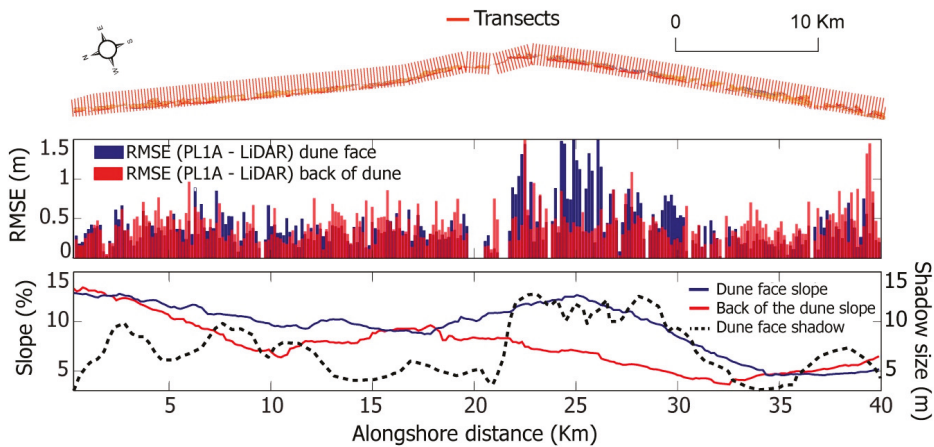 Transects
0 10 Km
N E S W
1.5
1
0.5
0
RMSE (m)
RMSE (PL1A - LiDAR) dune face
RMSE (PL1A - LiDAR) back of dune
15
10
5
Slope (%)
Dune face slope
Back of the dune slope
Dune face shadow
15
10
5
Shadow size (m)
5 10 15 20 25 30 35 40
Alongshore distance (Km)